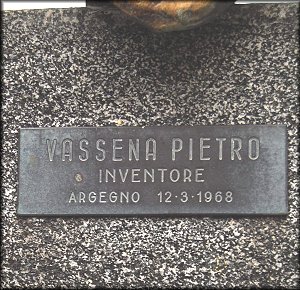 VASSENA PIETRO
INVENTORE
ARGEGNO 12-3-1968